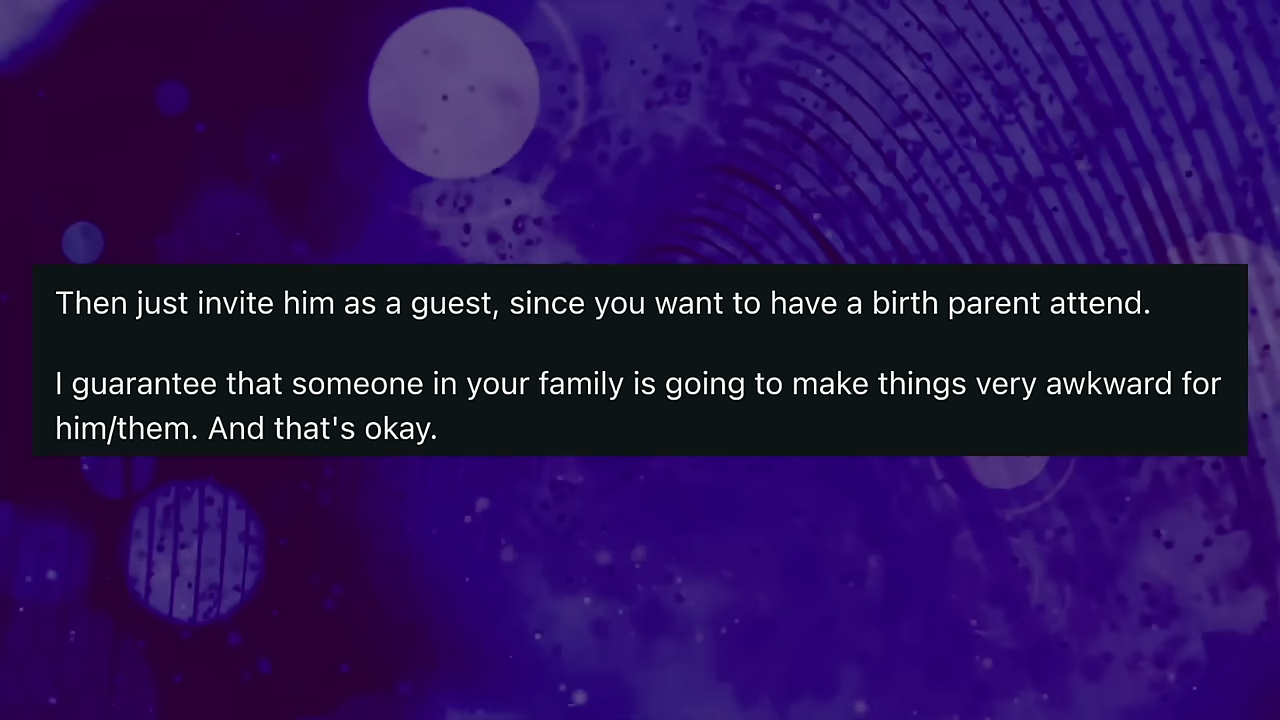 Then just invite him as a guest, since you want to have a birth parent attend.
I guarantee that someone in your family is going to make things very awkward for
him/them. And that's okay.